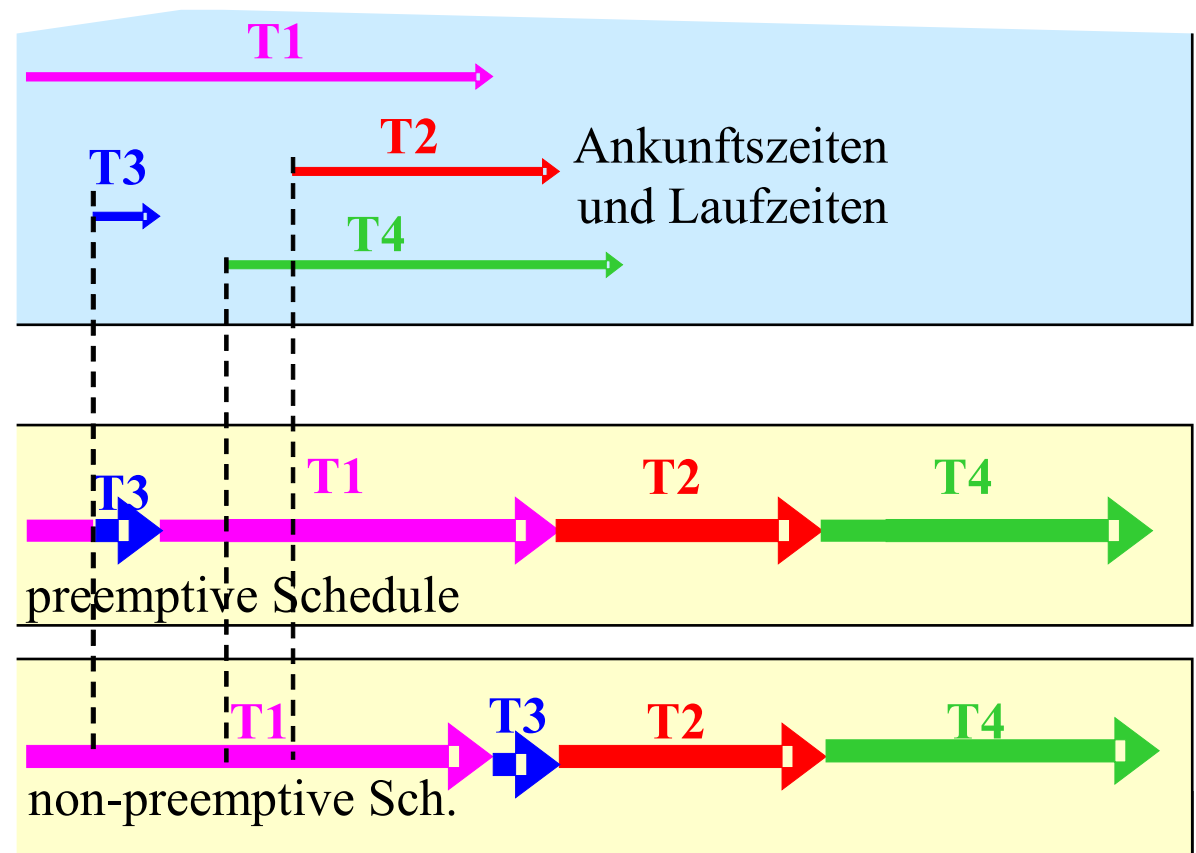 T1
T2
T3
Ankunftszeiten
und Laufzeiten
T4
T3
T1
T2
T4
preemptive Schedule
T1
T3
T2
T4
non-preemptive Sch.